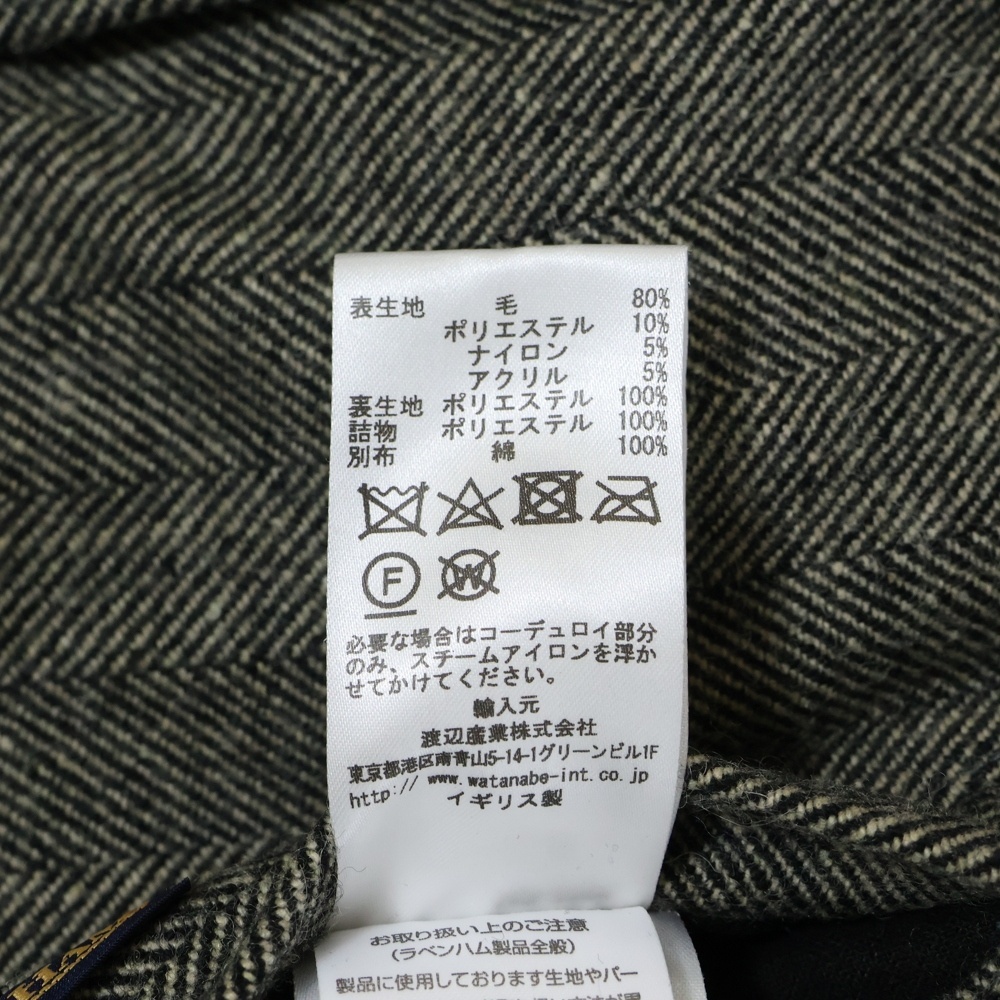 表生地 毛 80%
ポリエステル 10%
ナイロン 5%
アクリル 5%
裏生地 ポリエステル 100%
詰物 ポリエステル 100%
別布 綿 100%
F W
必要な場合はコーデュロイ部分
のみ、スチームアイロンを浮か
せてかけてください。
輸入元
渡辺産業株式会社
東京都港区南青山5-14-1グリーンビル1F
http:// www.watanabe-int.co.jp
イギリス製
お取り扱い上のご注意
(ラベンハム製品全般)
製品に使用しております生地やパー